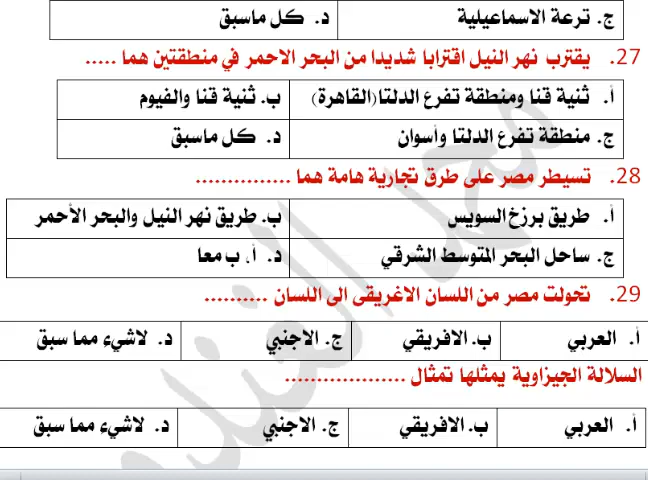 ج. ترعة الاسماعيلية د. كل ماسبق
27. يقترب نهر النيل اقترابا شديدا من البحر الاحمر في منطقتين هما .....
أ. ثنية قنا ومنطقة تفرع الدلتا(القاهرة) ب. ثنية قنا والفيوم
ج. منطقة تفرع الدلتا وأسوان د. كل ماسبق
28. تسيطر مصر على طرق تجارية هامة هما ...............
أ. طريق برزخ السويس ب. طريق نهر النيل والبحر الأحمر
ج. ساحل البحر المتوسط الشرقي د. أ، ب معا
29. تحولت مصر من اللسان الاغريقى الى اللسان ..........
أ. العربي ب. الافريقي ج. الاجنبي د. لاشيء مما سبق
السلالة الجيزاوية يمثلها تمثال ...................
أ. العربي ب. الافريقي ج. الاجنبي د. لاشيء مما سبق